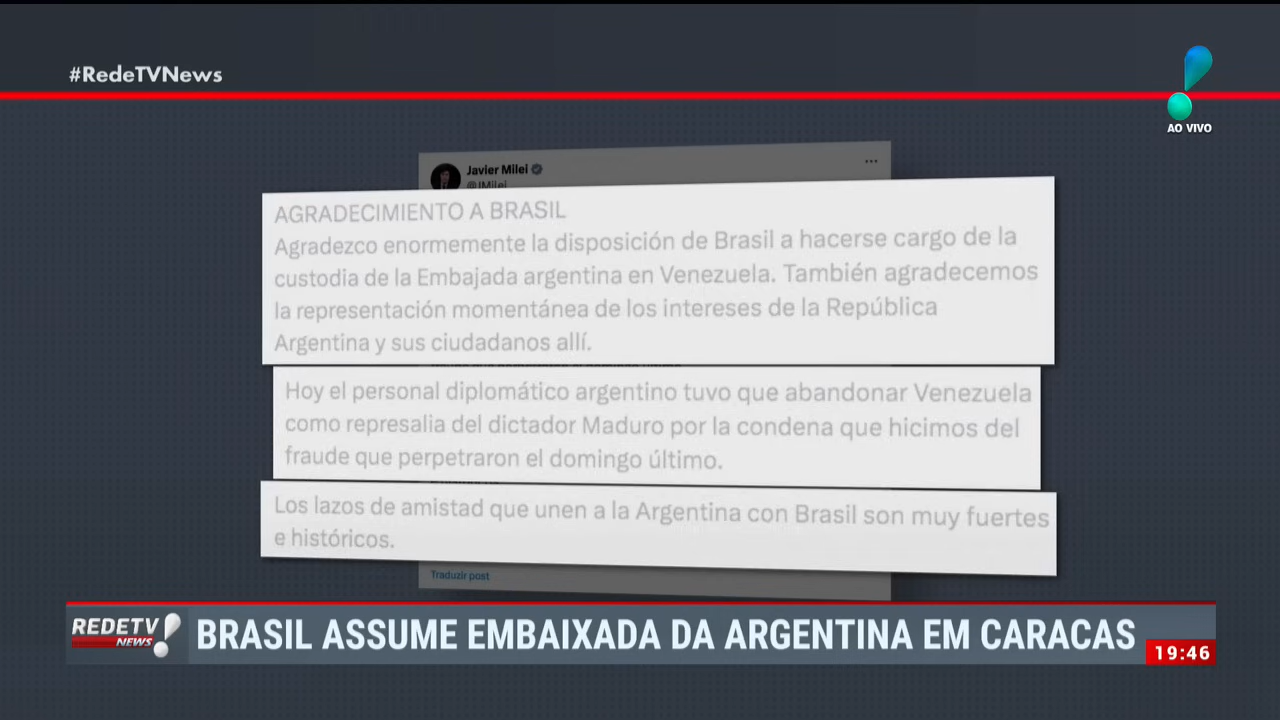 #RedeTVNews
AO VIVO
Javier Milei
@JMilei
AGRADECIMIENTO A BRASIL
Agradezco enormemente la disposición de Brasil a hacerse cargo de la
custodia de la Embajada argentina en Venezuela. También agradecemos
la representación momentánea de los intereses de la República
Argentina y sus ciudadanos allí.
Hoy el personal diplomático argentino tuvo que abandonar Venezuela
como represalia del dictador Maduro por la condena que hicimos del
fraude que perpetraron el domingo último.
Los lazos de amistad que unen a la Argentina con Brasil son muy fuertes
e históricos.
Traduzir post
REDETV!
NEWS
BRASIL ASSUME EMBAIXADA DA ARGENTINA EM CARACAS
19:46